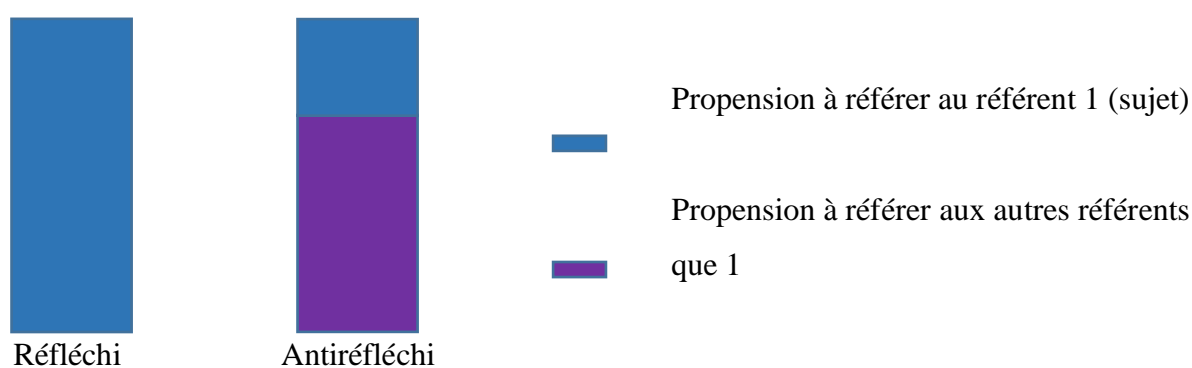 Propension à référer au référent 1 (sujet)
Propension à référer aux autres référents
que 1
Réfléchi
Antiréfléchi